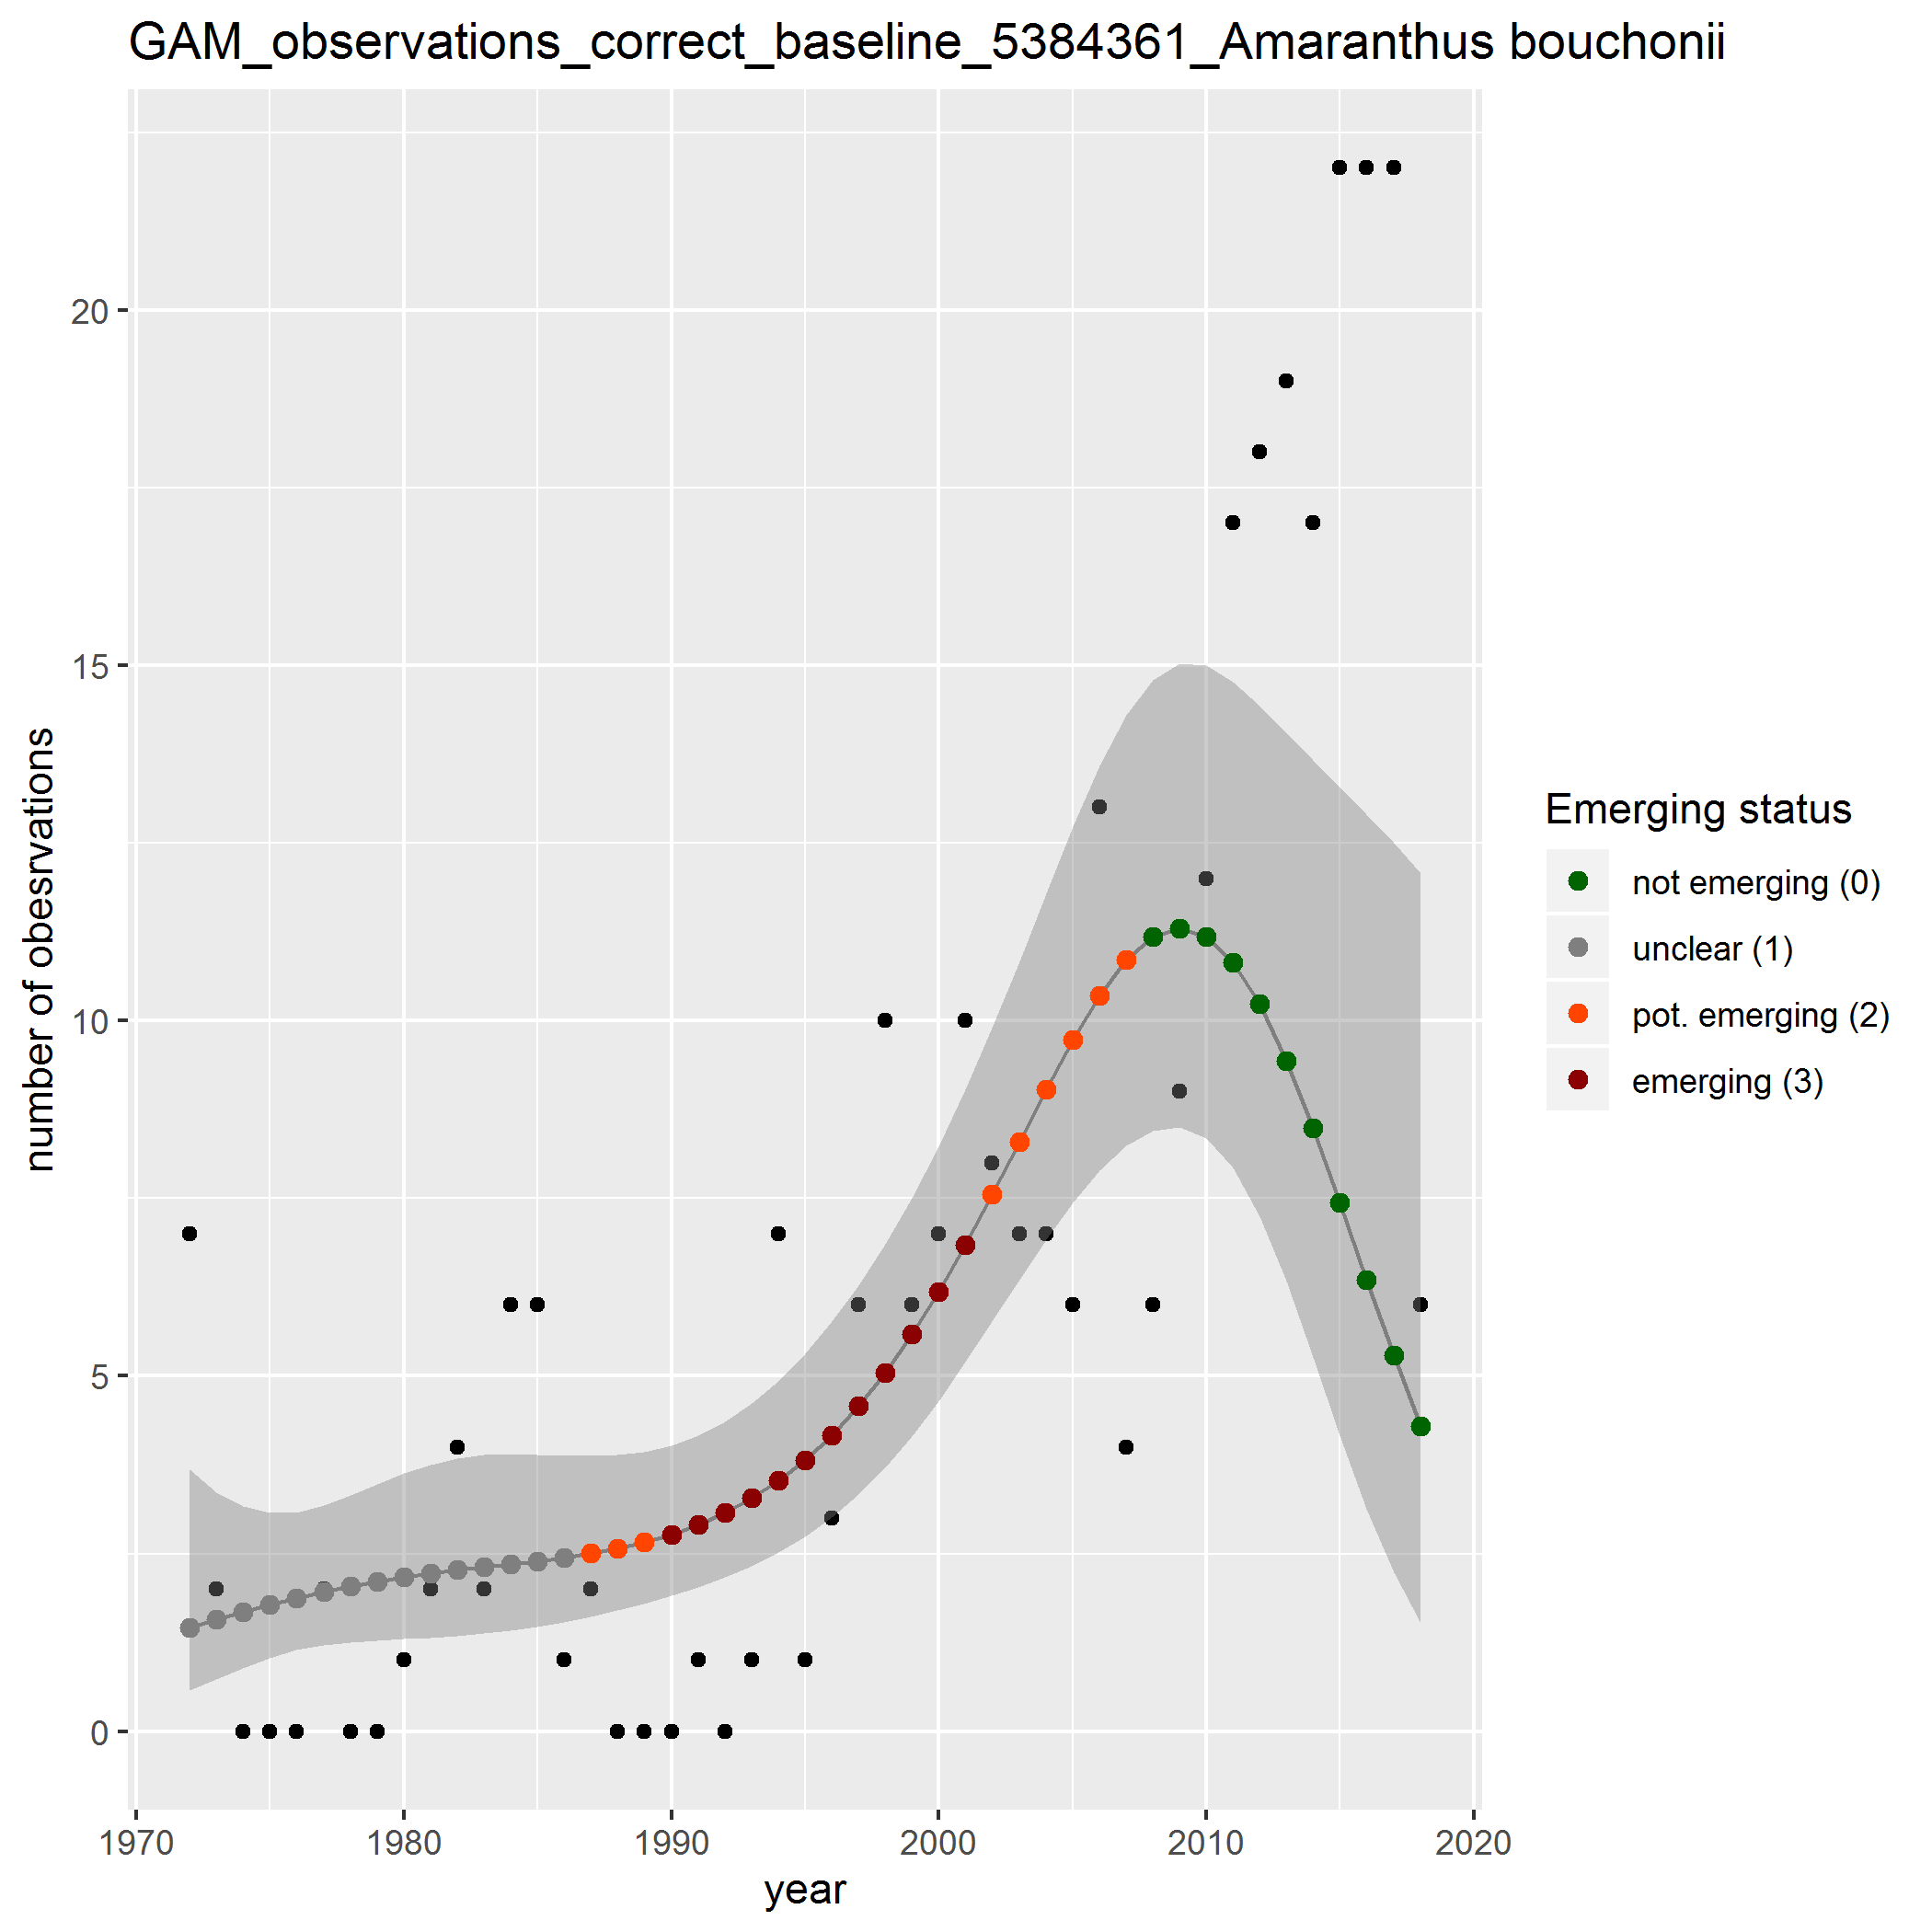 GAM_observations_correct_baseline_5384361_Amaranthus bouchonii
number of obesrvations
20
15
10
5
0
1970 1980 1990 2000 2010 2020
year
Emerging status
not emerging (0)
unclear (1)
pot. emerging (2)
emerging (3)